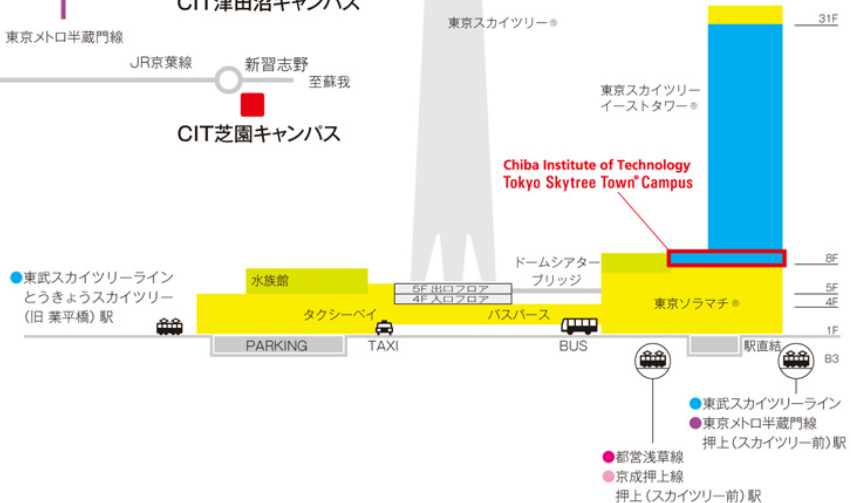 CIT津田沼キャンパス
東京メトロ半蔵門線
JR京葉線
新習志野
至蘇我
CIT芝園キャンパス
東京スカイツリー®
31F
東京スカイツリー
イーストタワー®
Chiba Institute of Technology
Tokyo Skytree Town® Campus
8F
ドームシアター
ブリッジ
水族館
5F 出口フロア
4F 入口フロア
5F
4F
東京ソラマチ®
タクシーベイ
バスバース
1F
●東武スカイツリーライン
とうきょうスカイツリー
(旧 業平橋)駅
PARKING
TAXI
BUS
駅直結
B3
●東武スカイツリーライン
●東京メトロ半蔵門線
押上(スカイツリー前)駅
●都営浅草線
●京成押上線
押上(スカイツリー前)駅